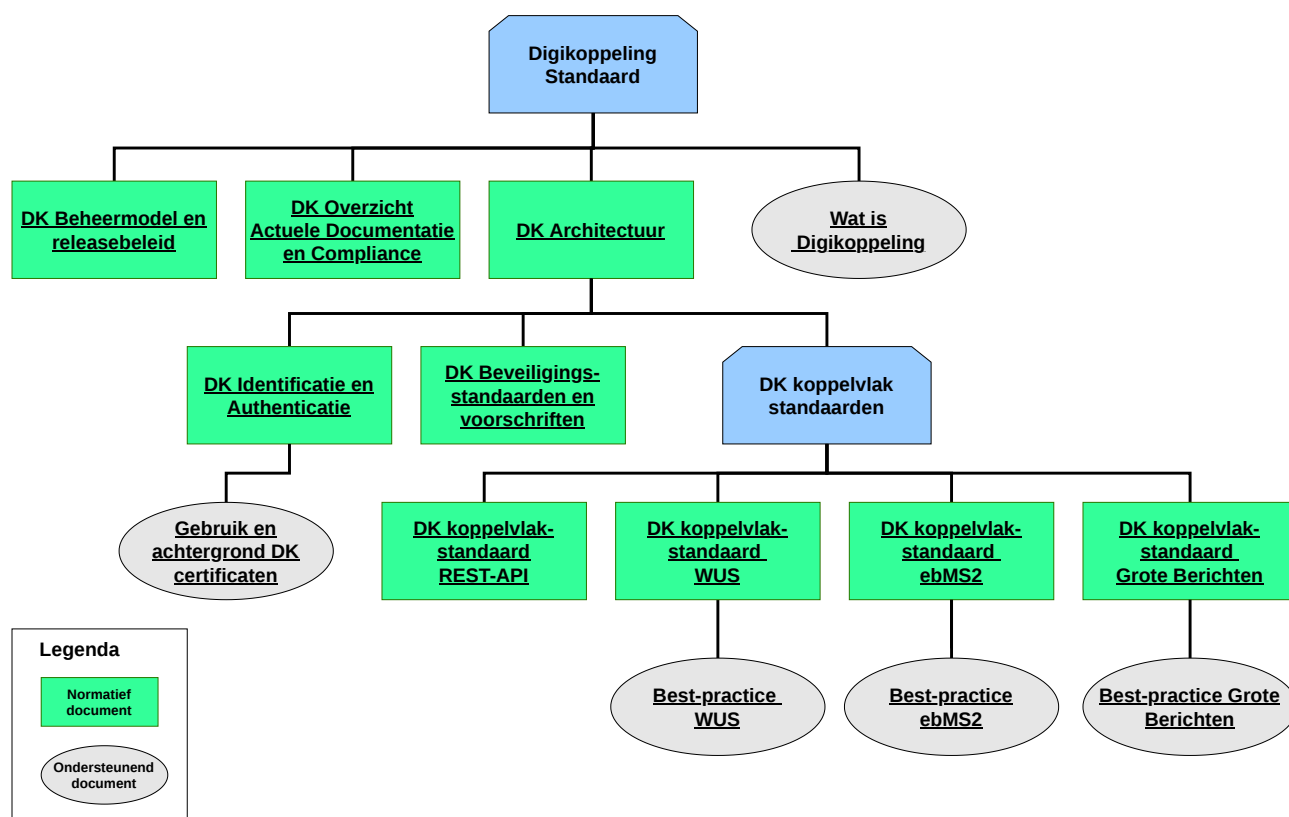 Digikoppeling
Standaard
DK Beheermodel en
releasebeleid
DK Overzicht
Actuele Documentatie
en Compliance
DK Architectuur
Wat is
Digikoppeling
DK Identificatie en
Authenticatie
DK Beveiligings-
standaarden en
voorschriften
DK koppelvlak
standaarden
Gebruik en
achtergrond DK
certificaten
DK koppelvlak-
standaard
REST-API
DK koppelvlak-
standaard
WUS
DK koppelvlak-
standaard
ebMS2
DK koppelvlak-
standaard
Grote Berichten
Best-practice
WUS
Best-practice
ebMS2
Best-practice Grote
Berichten
Legenda
Normatief
document
Ondersteunend
document